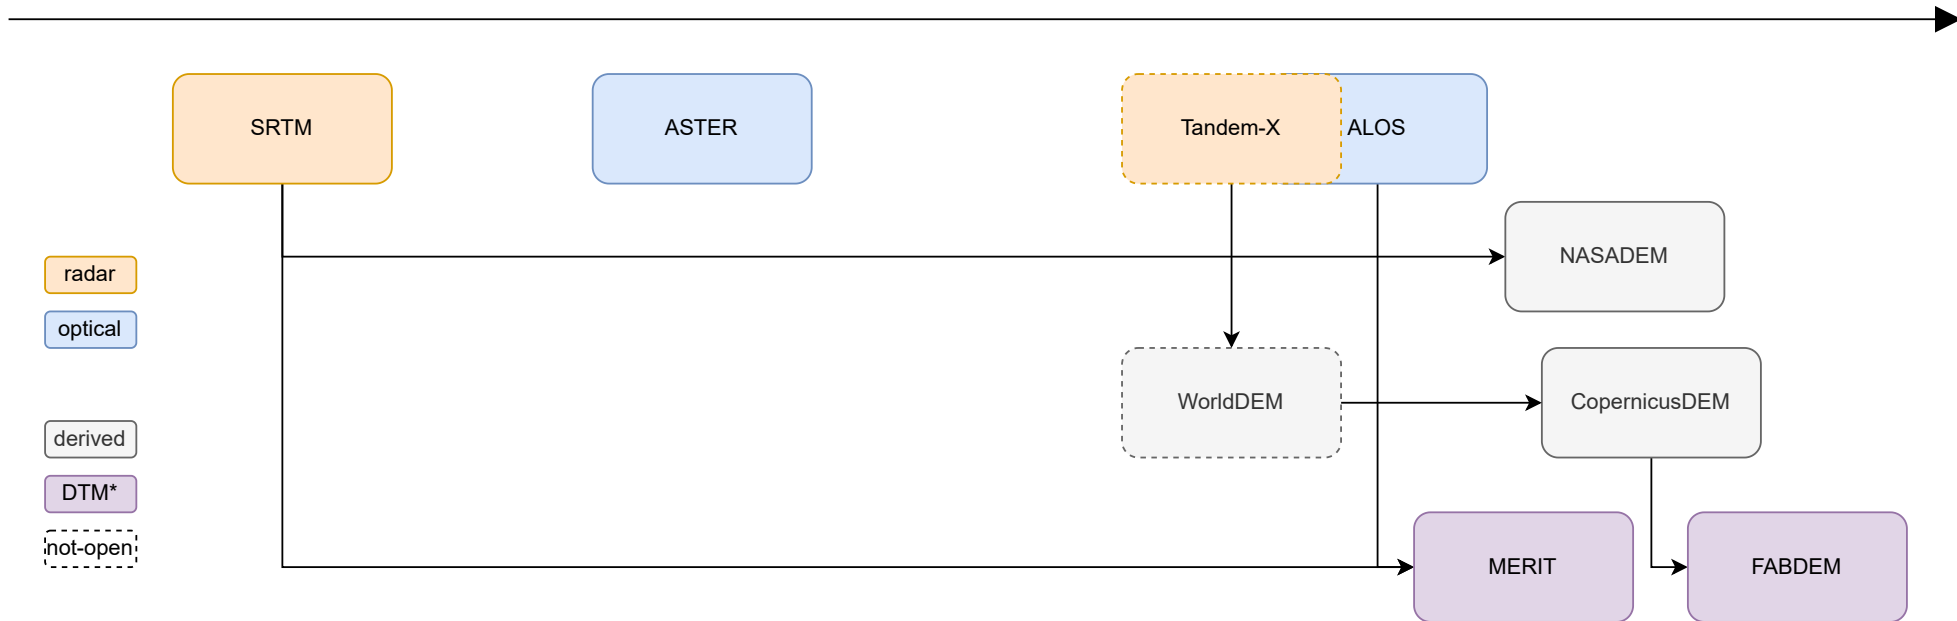 SRTM
ASTER
Tandem-X
ALOS
NASADEM
radar
optical
WorldDEM
CopernicusDEM
derived
DTM*
not-open
MERIT
FABDEM